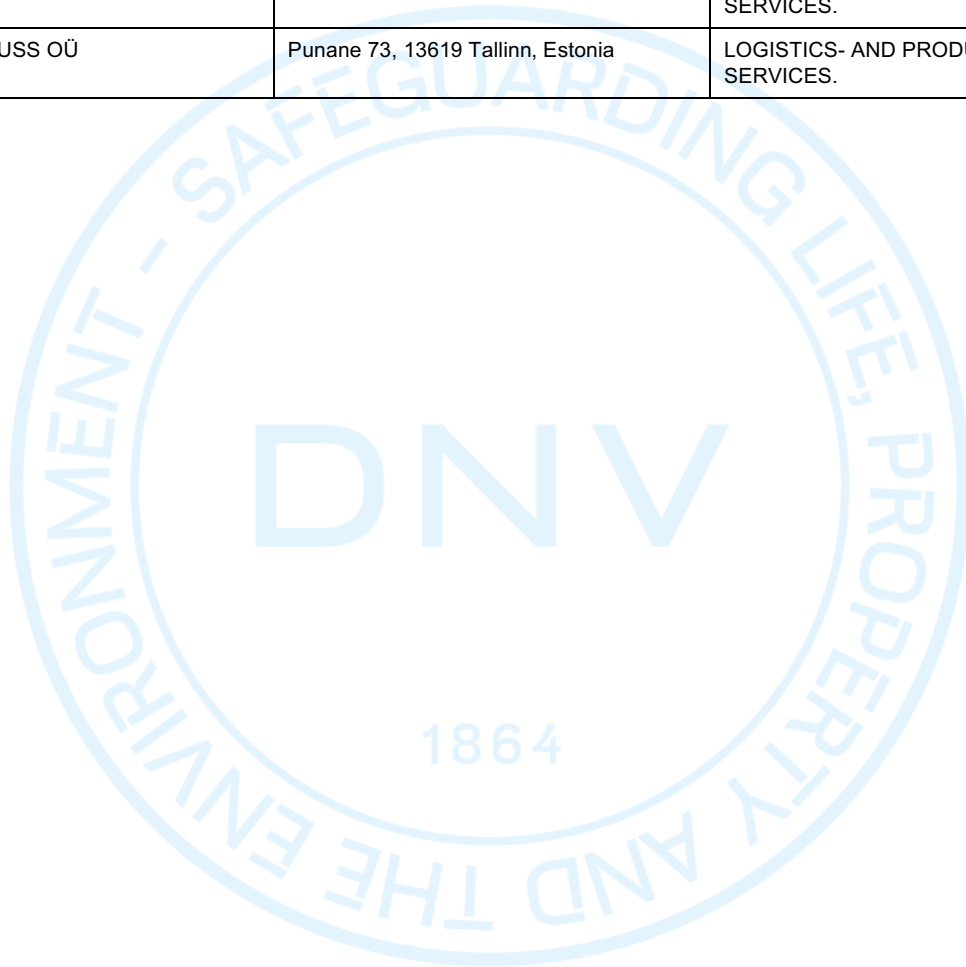 SERVICES.
USS OÜ
Punane 73, 13619 Tallinn, Estonia
LOGISTICS- AND PRODU
SERVICES.
SAFEGUARDING LIFE, PROPERTY AND THE ENVIRONMENT -
DNV
1864